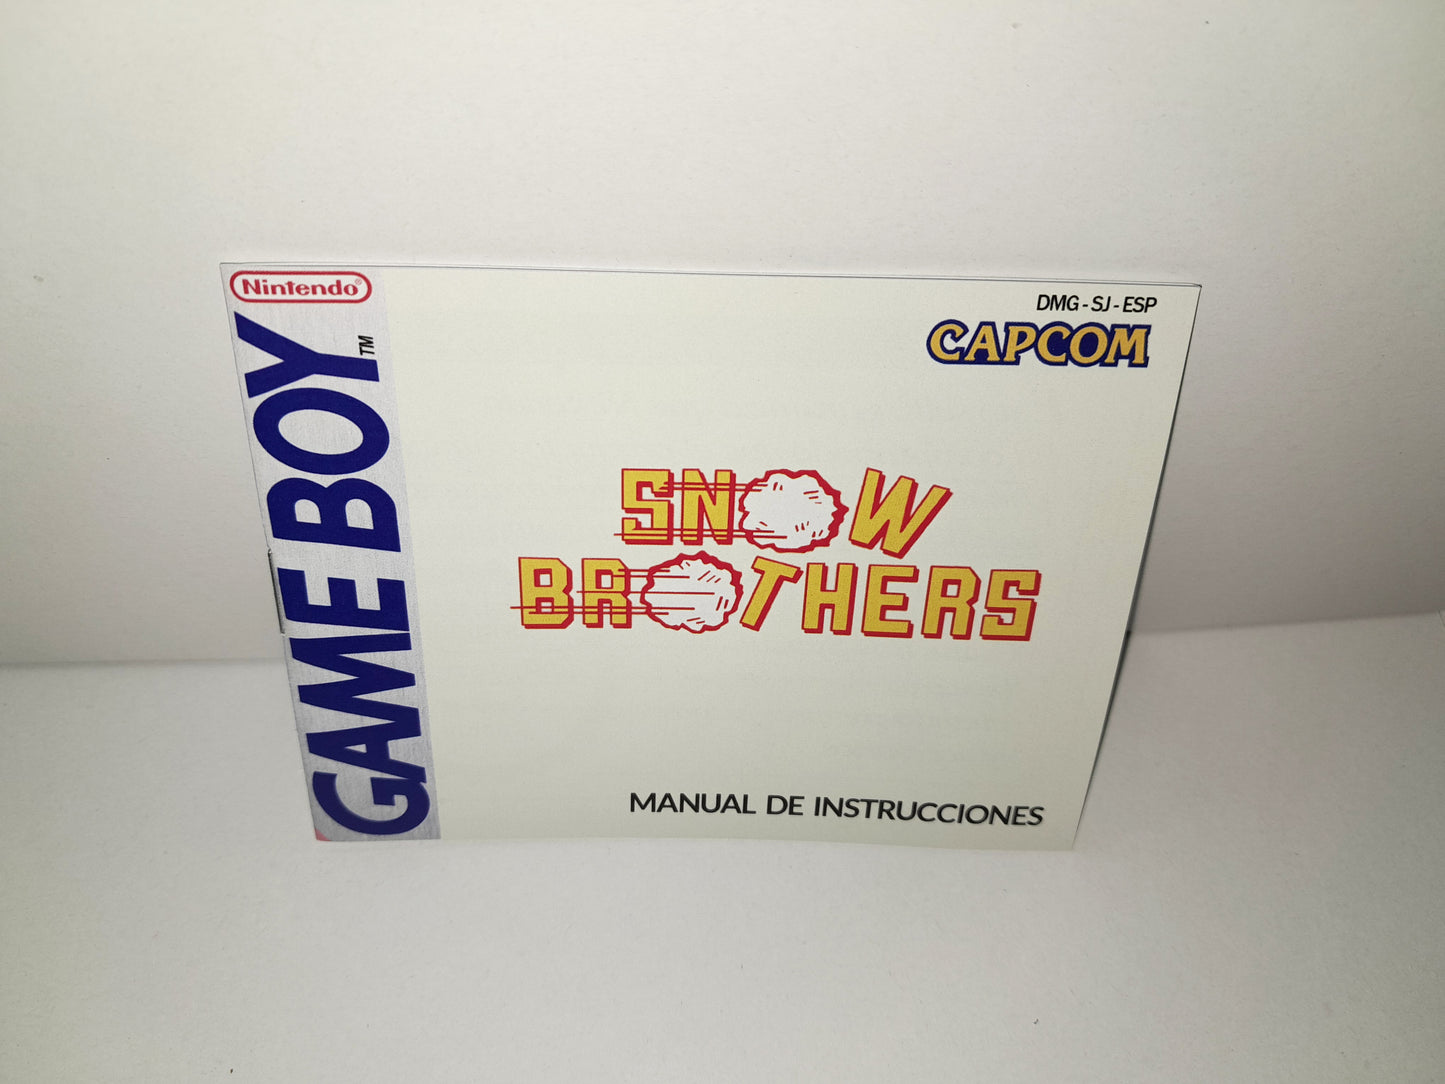 Nintendo®
GAME BOY™
DMG-SJ-ESP
CAPCOM
SNOW
BROTHERS
MANUAL DE INSTRUCCIONES